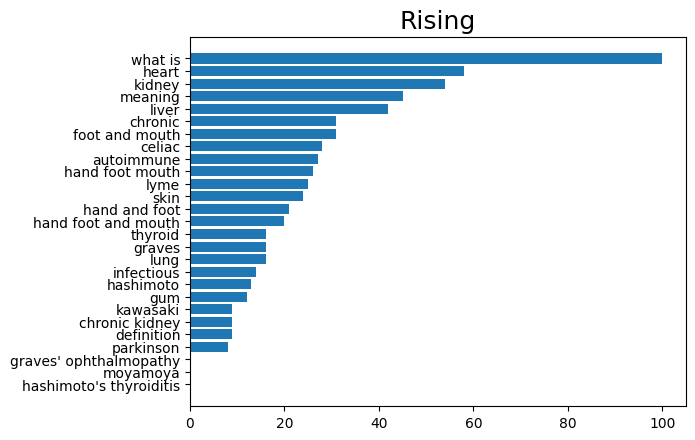 Rising
what is
heart
kidney
meaning
liver
chronic
foot and mouth
celiac
autoimmune
hand foot mouth
lyme
skin
hand and foot
hand foot and mouth
thyroid
graves
lung
infectious
hashimoto
gum
kawasaki
chronic kidney
definition
parkinson
graves' ophthalmopathy
moyamoya
hashimoto's thyroiditis
0 20 40 60 80 100